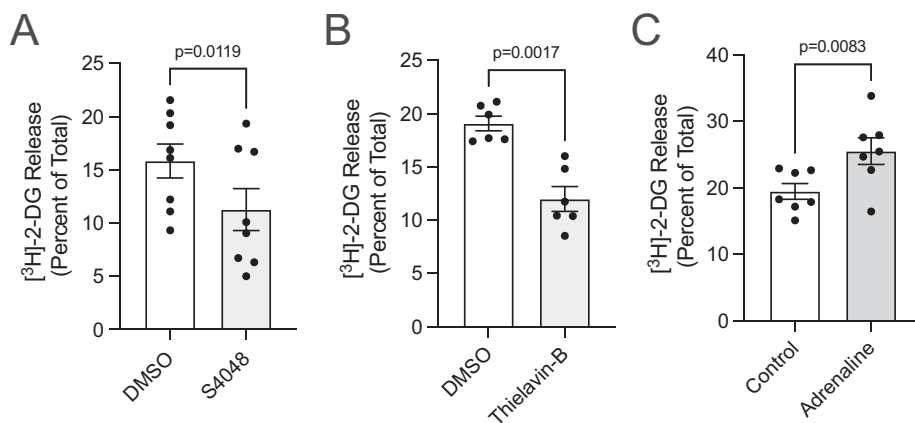 A
p=0.0119
[³H]-2-DG Release
(Percent of Total)
25
20
15
10
5
0
DMSO
S4048
B
p=0.0017
[³H]-2-DG Release
(Percent of Total)
25
20
15
10
5
0
DMSO
Thielavin-B
C
p=0.0083
[³H]-2-DG Release
(Percent of Total)
40
30
20
10
0
Control
Adrenaline